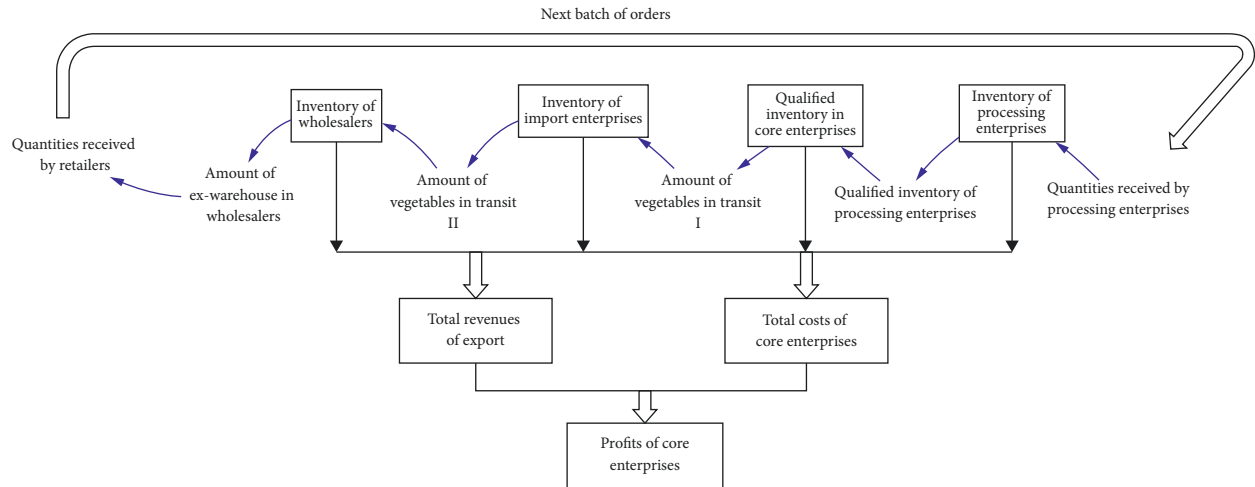 Next batch of orders
Inventory of
wholesalers
Inventory of
import enterprises
Qualified
inventory in
core enterprises
Inventory of
processing
enterprises
Quantities received
by retailers
Amount of
ex-warehouse in
wholesalers
Amount of
vegetables in transit
II
Amount of
vegetables in transit
I
Qualified inventory of
processing enterprises
Quantities received by
processing enterprises
Total revenues
of export
Total costs of
core enterprises
Profits of core
enterprises